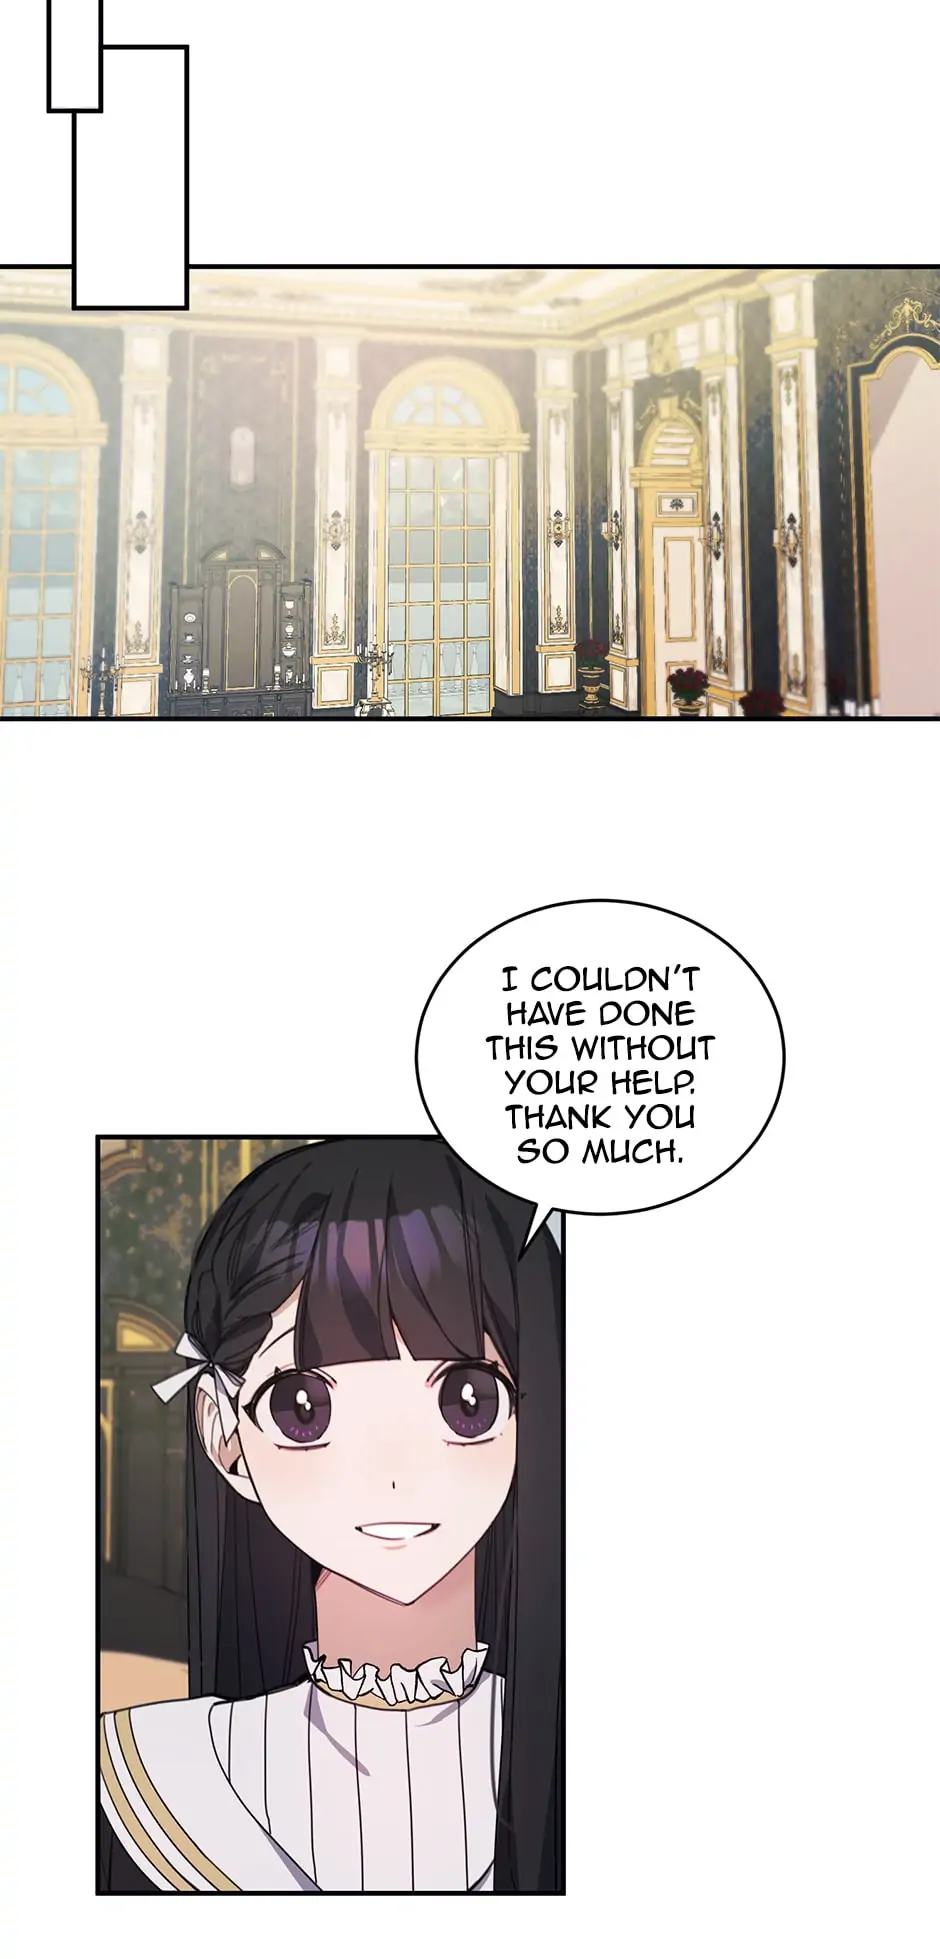 I COULDN'T
HAVE DONE
THIS WITHOUT
YOUR HELP.
THANK YOU
SO MUCH.